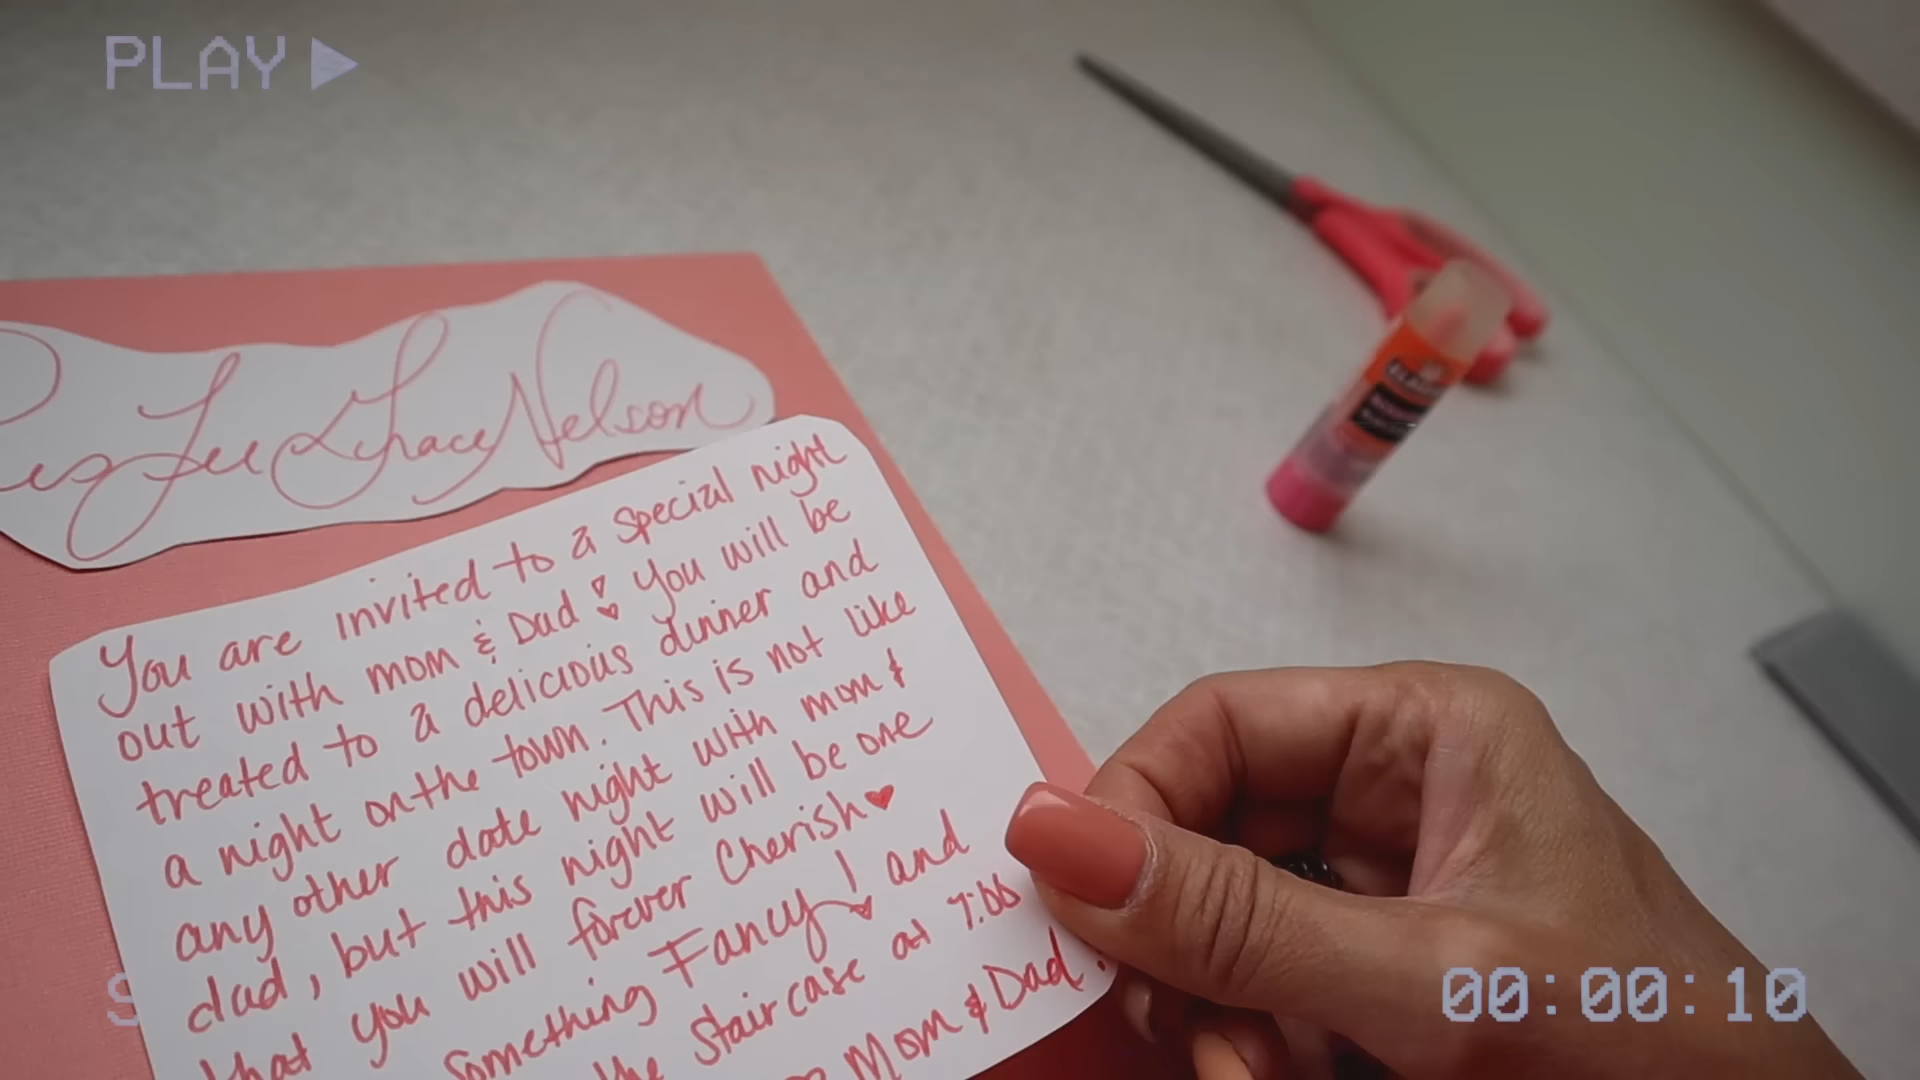 PLAY
Lee Grace Nelson
You are invited to a special night
out with mom & Dad! You will be
treated to a delicious dinner and
a night on the town. This is not like
any other date night with mom &
dad, but this night will be one
that you will forever Cherish
something Fancy! and
the staircase at 7:00
Mom & Dad!
ELMER'S
00:00:10